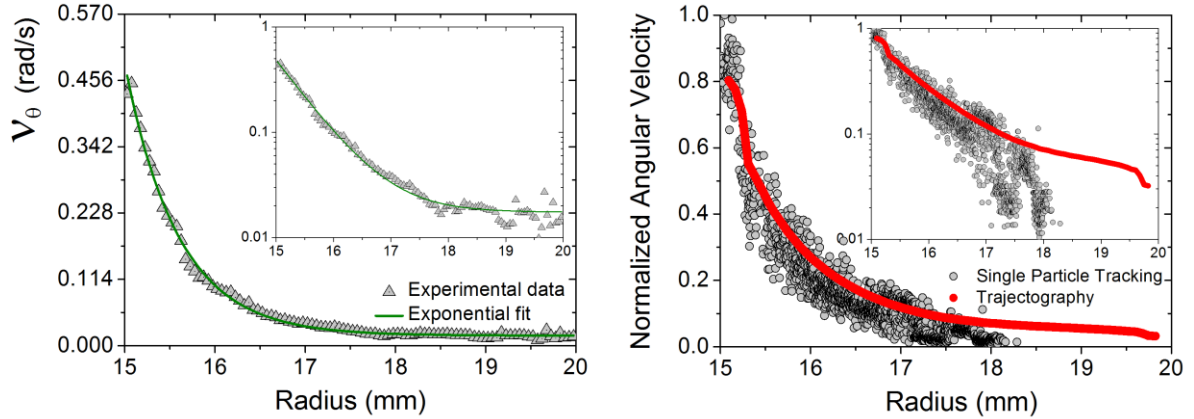 0.570
0.456
0.342
0.228
0.114
0.000
νθ (rad/s)
15 16 17 18 19 20
Radius (mm)
1
0.1
0.01
15 16 17 18 19 20
Experimental data
Exponential fit
1.0
0.8
0.6
0.4
0.2
0.0
Normalized Angular Velocity
15 16 17 18 19 20
Radius (mm)
1
0.1
0.01
15 16 17 18 19 20
Single Particle Tracking
Trajectography